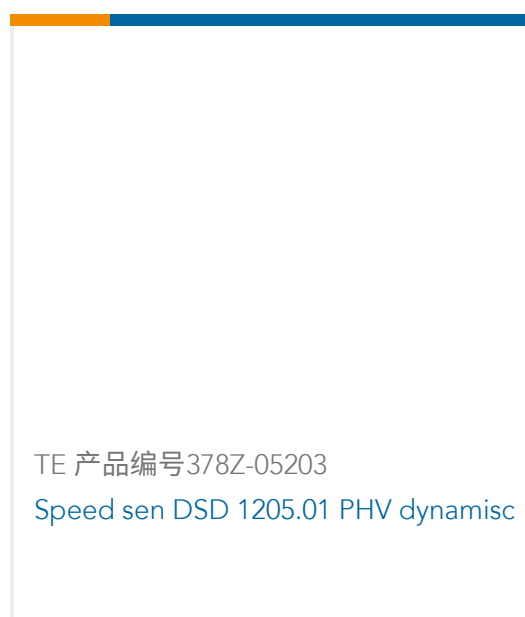 TE 产品编号378Z-05203
Speed sen DSD 1205.01 PHV dynamisc